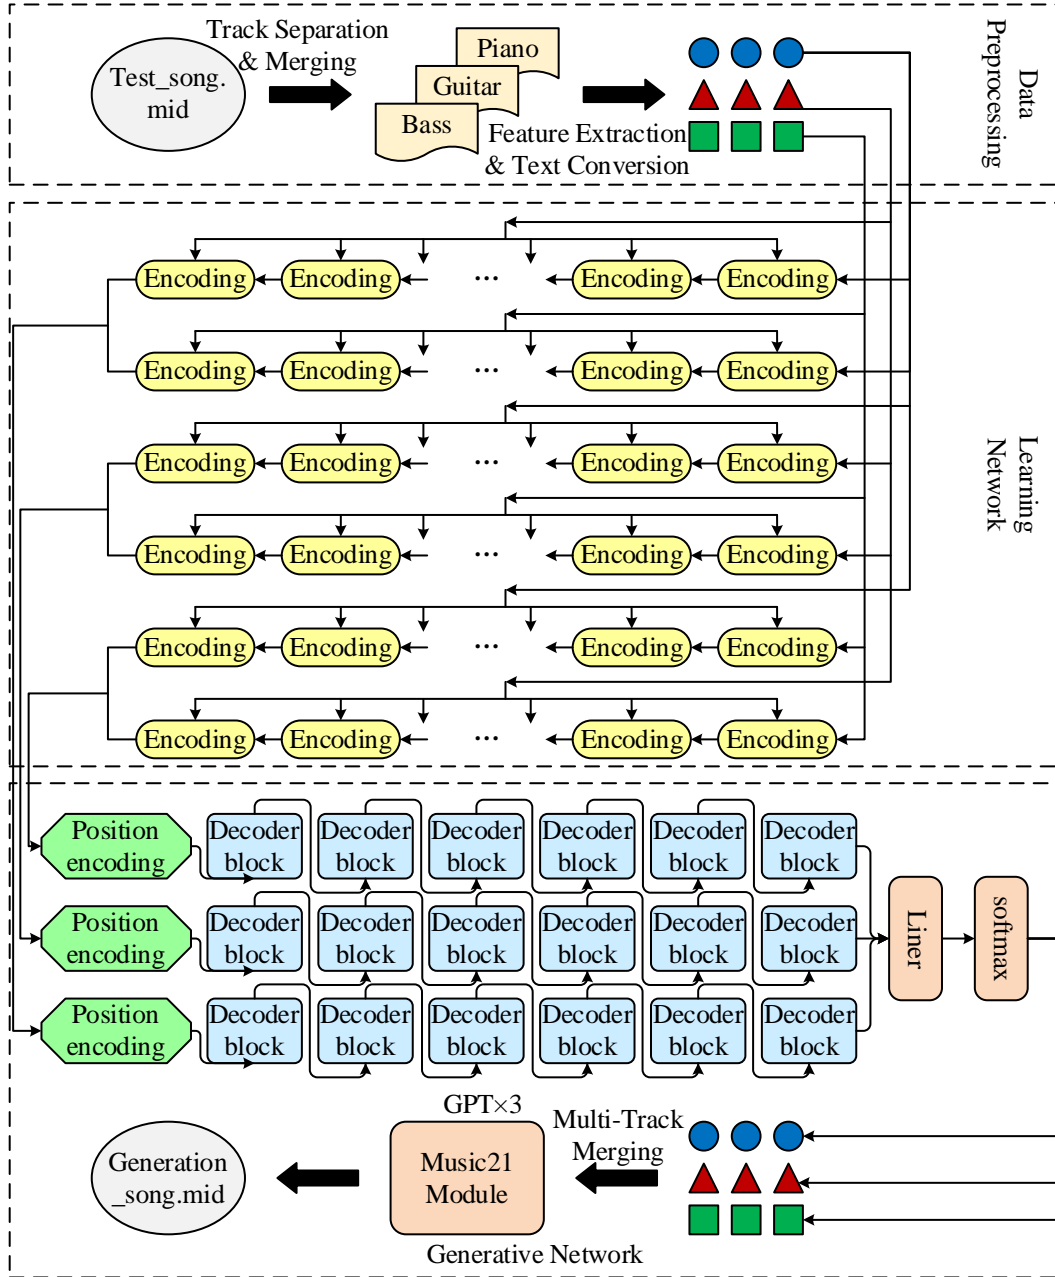 Test_song.
mid
Track Separation
& Merging
Piano
Guitar
Bass
Feature Extraction
& Text Conversion
Data
Preprocessing
Encoding Encoding ... Encoding Encoding
Encoding Encoding ... Encoding Encoding
Encoding Encoding ... Encoding Encoding
Encoding Encoding ... Encoding Encoding
Encoding Encoding ... Encoding Encoding
Encoding Encoding ... Encoding Encoding
Learning
Network
Position
encoding
Decoder Decoder Decoder Decoder Decoder Decoder
block block block block block block
Position
encoding
Decoder Decoder Decoder Decoder Decoder Decoder
block block block block block block
Position
encoding
Decoder Decoder Decoder Decoder Decoder Decoder
block block block block block block
Liner
softmax
GPT×3
Multi-Track
Merging
Music21
Module
Generation
_song.mid
Generative Network